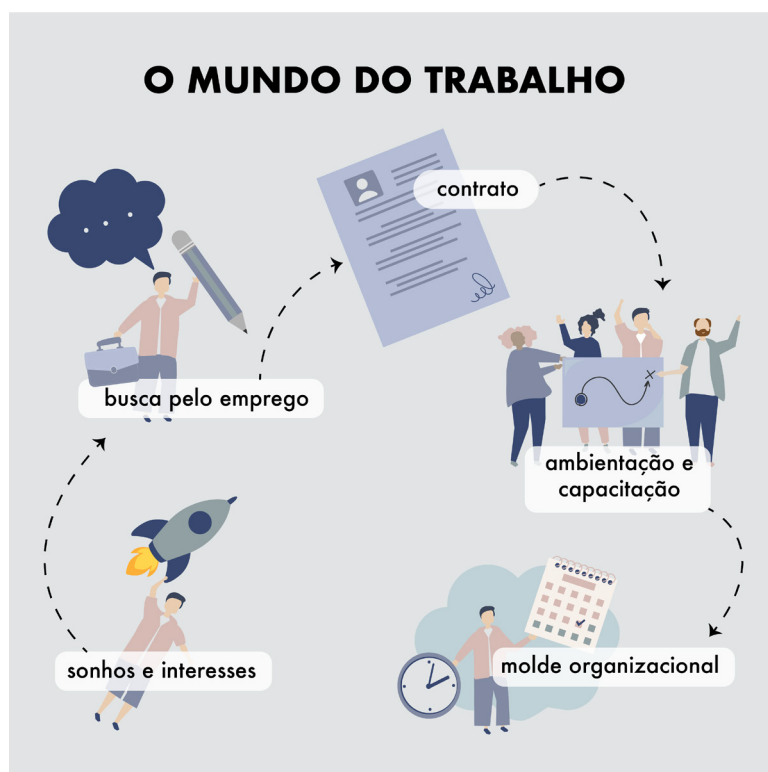 O MUNDO DO TRABALHO
contrato
busca pelo emprego
ambientação e
capacitação
sonhos e interesses
molde organizacional